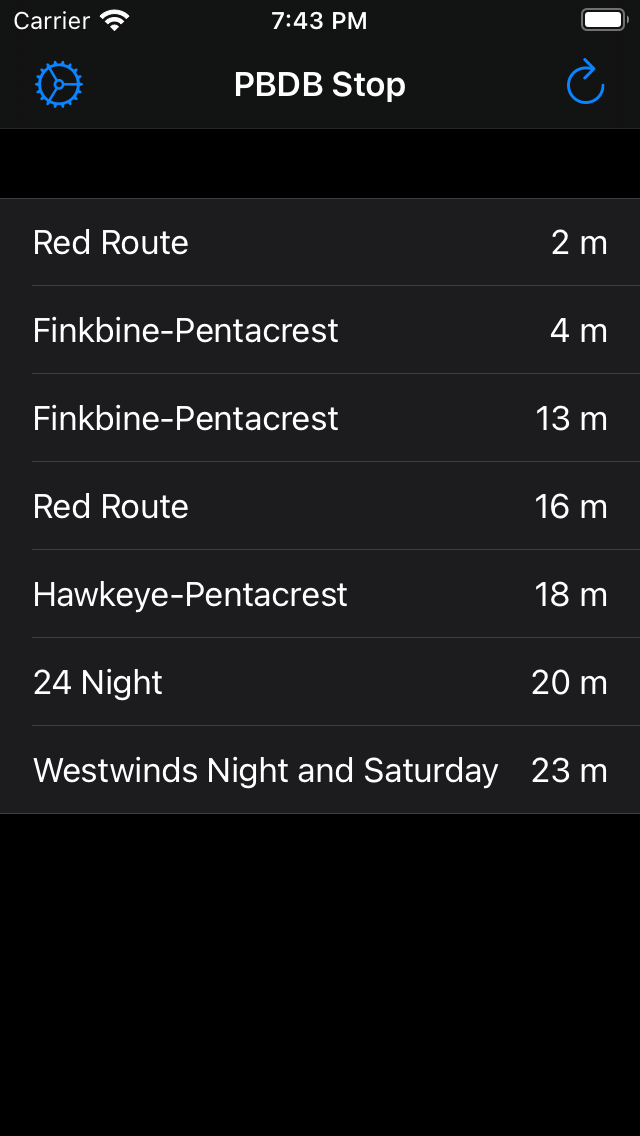 Carrier 7:43 PM
PBDB Stop
Red Route 2 m
Finkbine-Pentacrest 4 m
Finkbine-Pentacrest 13 m
Red Route 16 m
Hawkeye-Pentacrest 18 m
24 Night 20 m
Westwinds Night and Saturday 23 m